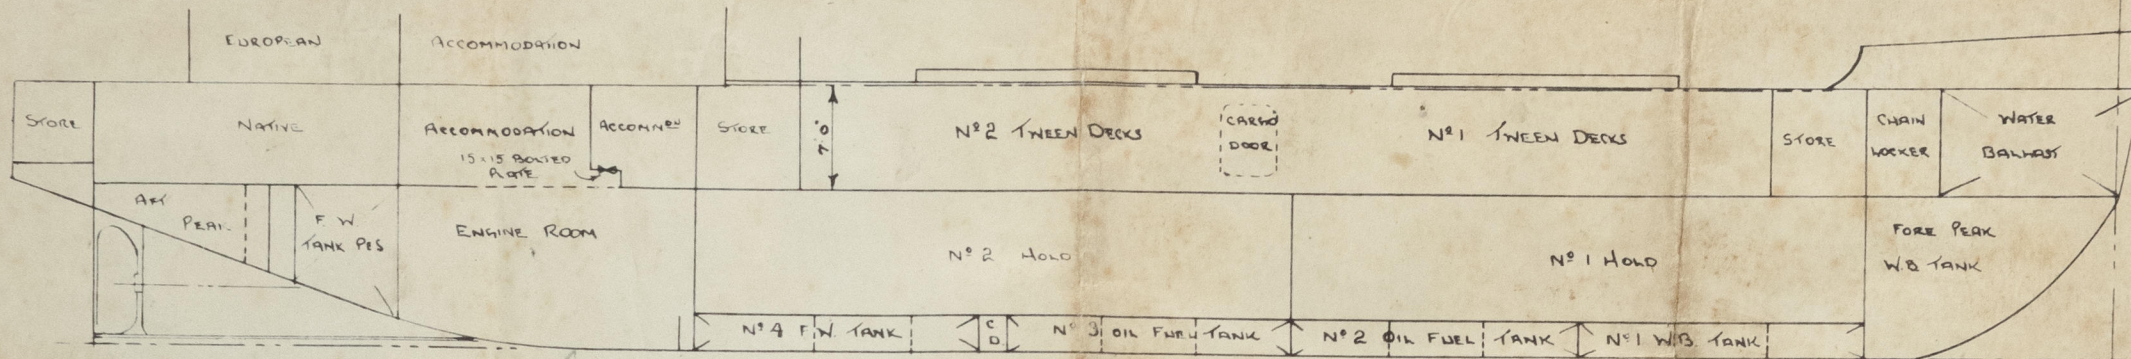 EUROPEAN ACCOMMODATION
STORE
NATIVE
ACCOMMODATION
15×15 BOLTED
PLATE
ACCOMMON
STORE
7'0"
Nº 2 TWEEN DECKS
CARGO
DOOR
Nº 1 TWEEN DECKS
STORE
CHAIN
LOCKER
WATER
BALLAST
AFT
PEAK
F. W.
TANK P&S
ENGINE ROOM
Nº 2 HOLD
Nº 1 HOLD
FORE PEAK
W.B. TANK
Nº 4 F.W. TANK
C
D
Nº 3 OIL FUEL TANK
Nº 2 OIL FUEL TANK
Nº 1 W.B. TANK